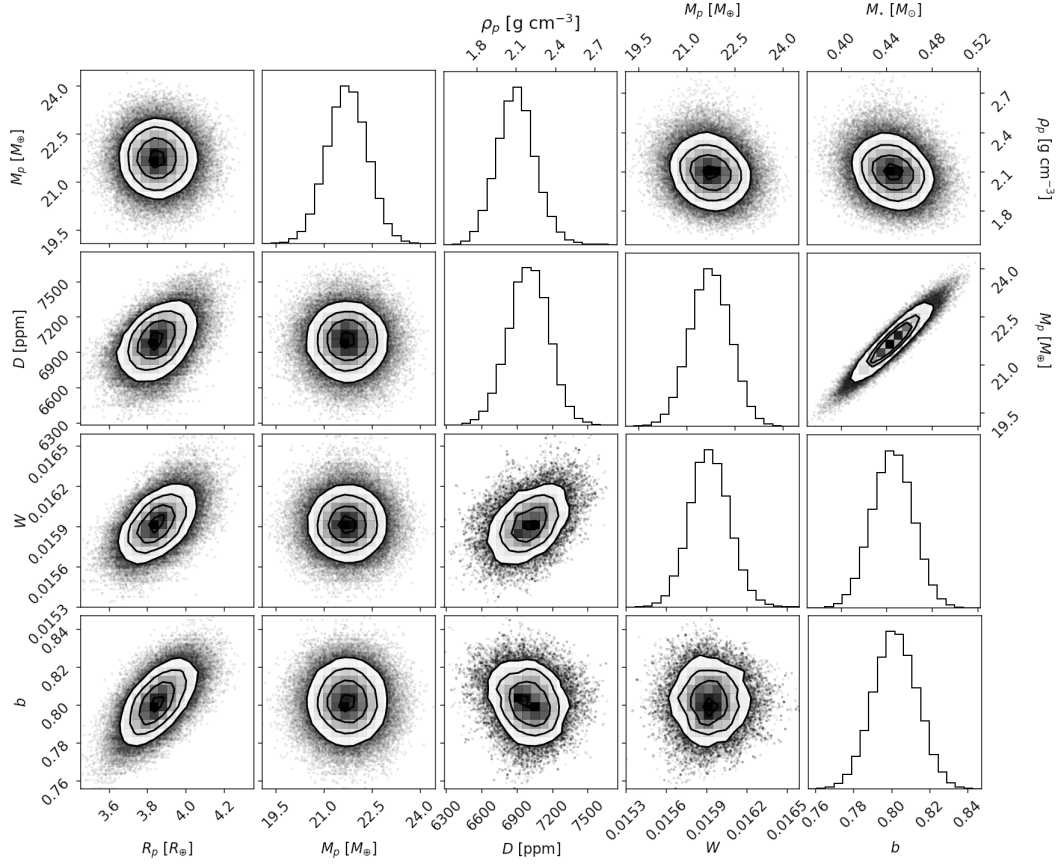 ρₚ [g cm⁻³]
Mₚ [M⊕]
M⋆ [M⊙]
1.8 2.1 2.4 2.7
19.5 21.0 22.5 24.0
0.40 0.44 0.48 0.52
Mₚ [M⊕]
24.0
22.5
21.0
19.5
2.7
2.4
2.1
1.8
ρₚ [g cm⁻³]
D [ppm]
7500
7200
6900
6600
6300
24.0
22.5
21.0
19.5
Mₚ [M⊕]
W
0.0165
0.0162
0.0159
0.0156
0.0153
b
0.84
0.82
0.80
0.78
0.76
3.6 3.8 4.0 4.2
19.5 21.0 22.5 24.0
6300 6600 6900 7200 7500
0.0153 0.0156 0.0159 0.0162 0.0165
0.76 0.78 0.80 0.82 0.84
Rₚ [R⊕]
Mₚ [M⊕]
D [ppm]
W
b